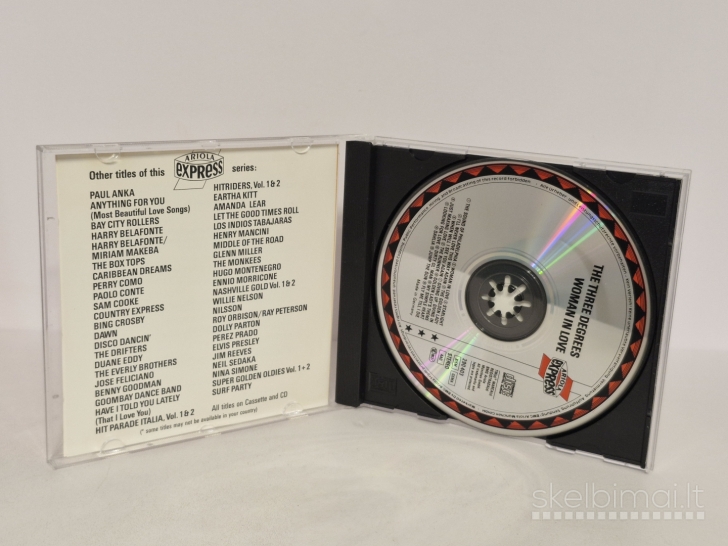 Other titles of this ARIOLA EXPRESS series:
PAUL ANKA
ANYTHING FOR YOU
(Most Beautiful Love Songs)
BAY CITY ROLLERS
HARRY BELAFONTE
HARRY BELAFONTE/
MIRIAM MAKEBA
THE BOX TOPS
CARIBBEAN DREAMS
PERRY COMO
PAOLO CONTE
SAM COOKE
COUNTRY EXPRESS
BING CROSBY
DAWN
DISCO DANCIN'
THE DRIFTERS
DUANE EDDY
THE EVERLY BROTHERS
JOSE FELICIANO
BENNY GOODMAN
GOOMBAY DANCE BAND
HAVE I TOLD YOU LATELY
(That I Love You)
HIT PARADE ITALIA, Vol. 1 & 2
HITRIDERS, Vol. 1 & 2
EARTHA KITT
AMANDA LEAR
LET THE GOOD TIMES ROLL
LOS INDIOS TABAJARAS
HENRY MANCINI
MIDDLE OF THE ROAD
GLENN MILLER
THE MONKEES
HUGO MONTENEGRO
ENNIO MORRICONE
NASHVILLE GOLD Vol. 1 & 2
WILLIE NELSON
NILSSON
ROY ORBISON/RAY PETERSON
DOLLY PARTON
PEREZ PRADO
ELVIS PRESLEY
JIM REEVES
NEIL SEDAKA
NINA SIMONE
SUPER GOLDEN OLDIES Vol. 1 + 2
SURF PARTY
All titles on Cassette and CD
(* some titles may not be available in your country)
THE THREE DEGREES
WOMAN IN LOVE
ARIOLA
EXPRESS
STEREO
Made in Germany
skelbimai.lt